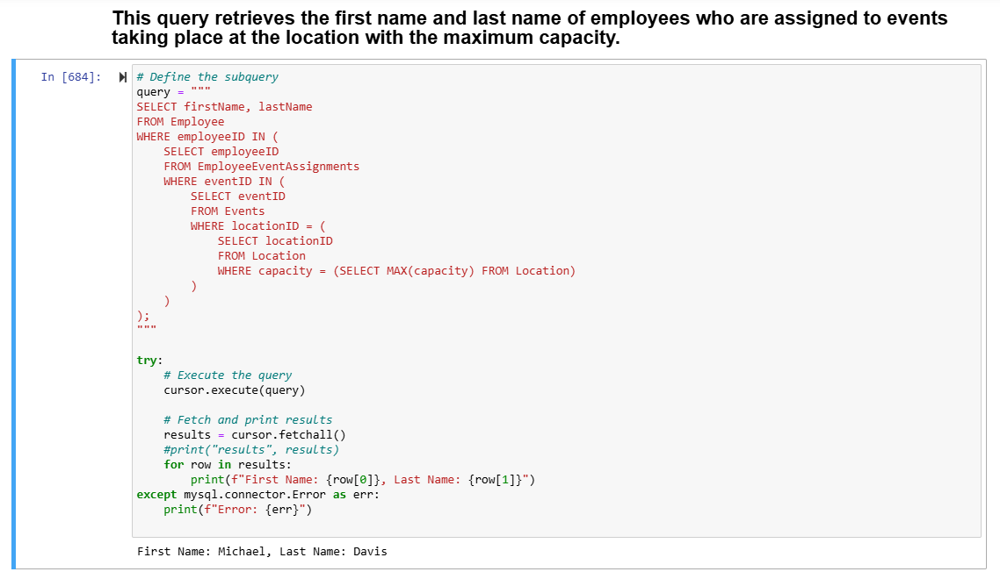 This query retrieves the first name and last name of employees who are assigned to events
taking place at the location with the maximum capacity.
In [684]:
# Define the subquery
query = """
SELECT firstName, lastName
FROM Employee
WHERE employeeID IN (
    SELECT employeeID
    FROM EmployeeEventAssignments
    WHERE eventID IN (
        SELECT eventID
        FROM Events
        WHERE locationID = (
            SELECT locationID
            FROM Location
            WHERE capacity = (SELECT MAX(capacity) FROM Location)
        )
    )
);
"""
try:
    # Execute the query
    cursor.execute(query)
    # Fetch and print results
    results = cursor.fetchall()
    #print("results", results)
    for row in results:
        print(f"First Name: {row[0]}, Last Name: {row[1]}")
except mysql.connector.Error as err:
    print(f"Error: {err}")
First Name: Michael, Last Name: Davis